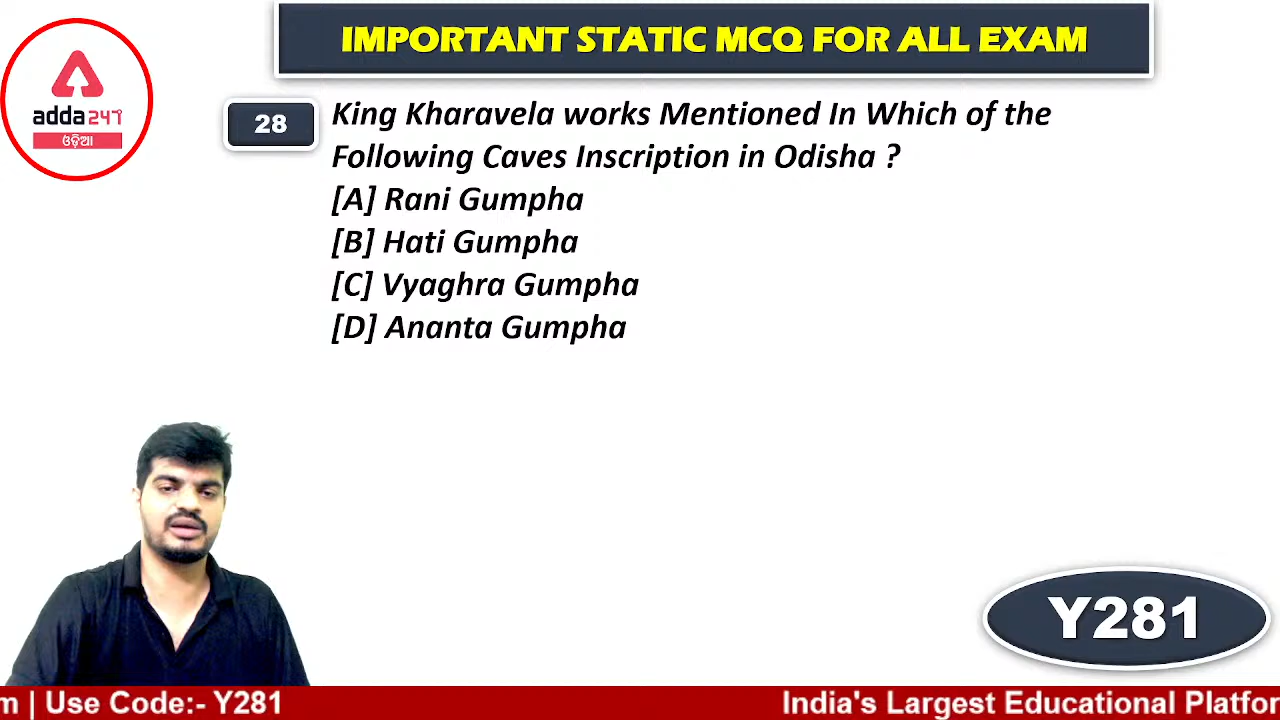 IMPORTANT STATIC MCQ FOR ALL EXAM
adda247
ଓଡ଼ିଆ
28
King Kharavela works Mentioned In Which of the
Following Caves Inscription in Odisha ?
[A] Rani Gumpha
[B] Hati Gumpha
[C] Vyaghra Gumpha
[D] Ananta Gumpha
Y281
m | Use Code:- Y281
India's Largest Educational Platfor